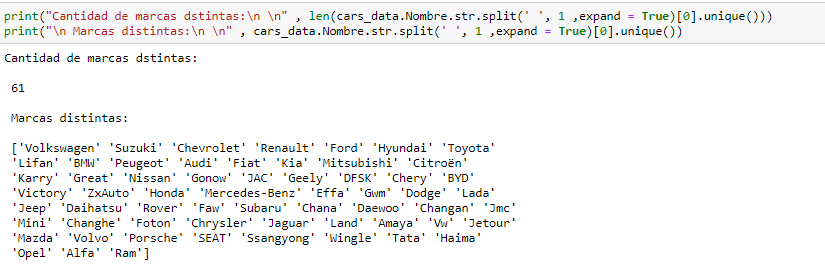 print("Cantidad de marcas dstintas:\n \n" , len(cars_data.Nombre.str.split(' ', 1 ,expand = True)[0].unique()))
print("\n Marcas distintas:\n \n" , cars_data.Nombre.str.split(' ', 1 ,expand = True)[0].unique())
Cantidad de marcas dstintas:
61
Marcas distintas:
['Volkswagen' 'Suzuki' 'Chevrolet' 'Renault' 'Ford' 'Hyundai' 'Toyota'
'Lifan' 'BMW' 'Peugeot' 'Audi' 'Fiat' 'Kia' 'Mitsubishi' 'Citroën'
'Karry' 'Great' 'Nissan' 'Gonow' 'JAC' 'Geely' 'DFSK' 'Chery' 'BYD'
'Victory' 'ZxAuto' 'Honda' 'Mercedes-Benz' 'Effa' 'Gwm' 'Dodge' 'Lada'
'Jeep' 'Daihatsu' 'Rover' 'Faw' 'Subaru' 'Chana' 'Daewoo' 'Changan' 'Jmc'
'Mini' 'Changhe' 'Foton' 'Chrysler' 'Jaguar' 'Land' 'Amaya' 'Vw' 'Jetour'
'Mazda' 'Volvo' 'Porsche' 'SEAT' 'Ssangyong' 'Wingle' 'Tata' 'Haima'
'Opel' 'Alfa' 'Ram']